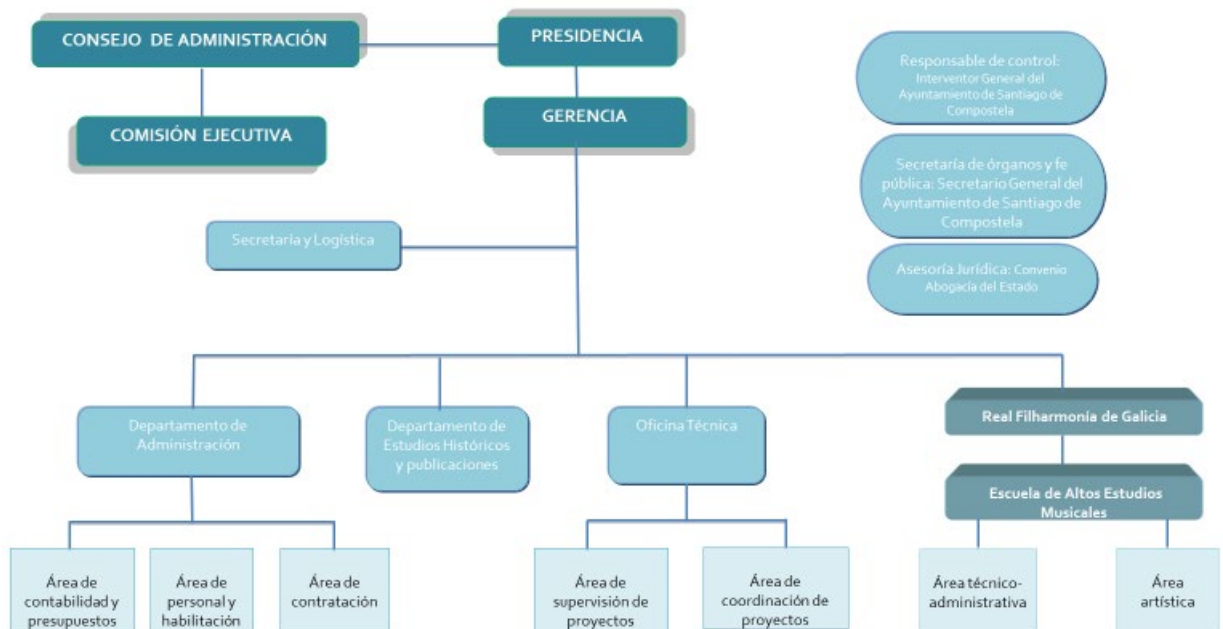 CONSEJO DE ADMINISTRACIÓN
PRESIDENCIA
COMISIÓN EJECUTIVA
GERENCIA
Responsable de control:
Interventor General del
Ayuntamiento de Santiago de
Compostela
Secretaría de órganos y fe
pública: Secretario General del
Ayuntamiento de Santiago de
Compostela
Asesoría Jurídica: Convenio
Abogacía del Estado
Secretaría y Logística
Departamento de
Administración
Departamento de
Estudios Históricos
y publicaciones
Oficina Técnica
Real Filharmonía de Galicia
Escuela de Altos Estudios
Musicales
Área de
contabilidad y
presupuestos
Área de
personal y
habilitación
Área de
contratación
Área de
supervisión de
proyectos
Área de
coordinación de
proyectos
Área técnico-
administrativa
Área
artística